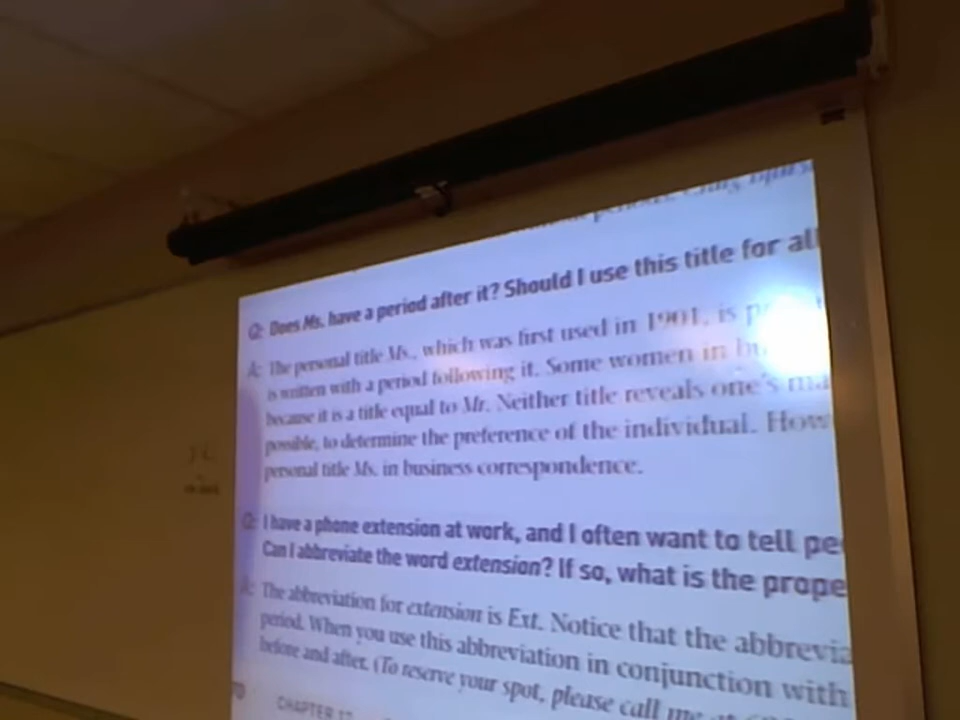 Q: Does Ms. have a period after it? Should I use this title for all
A: The personal title Ms., which was first used in 1901, is
is written with a period following it. Some women in
because it is a title equal to Mr. Neither title reveals one's ma
possible, to determine the preference of the individual. How
personal title Ms. in business correspondence.
Q: I have a phone extension at work, and I often want to tell pe
Can I abbreviate the word extension? If so, what is the prope
A: The abbreviation for extension is Ext. Notice that the abbrevia
period. When you use this abbreviation in conjunction with
before and after. (To reserve your spot, please call me at
CHAPTER